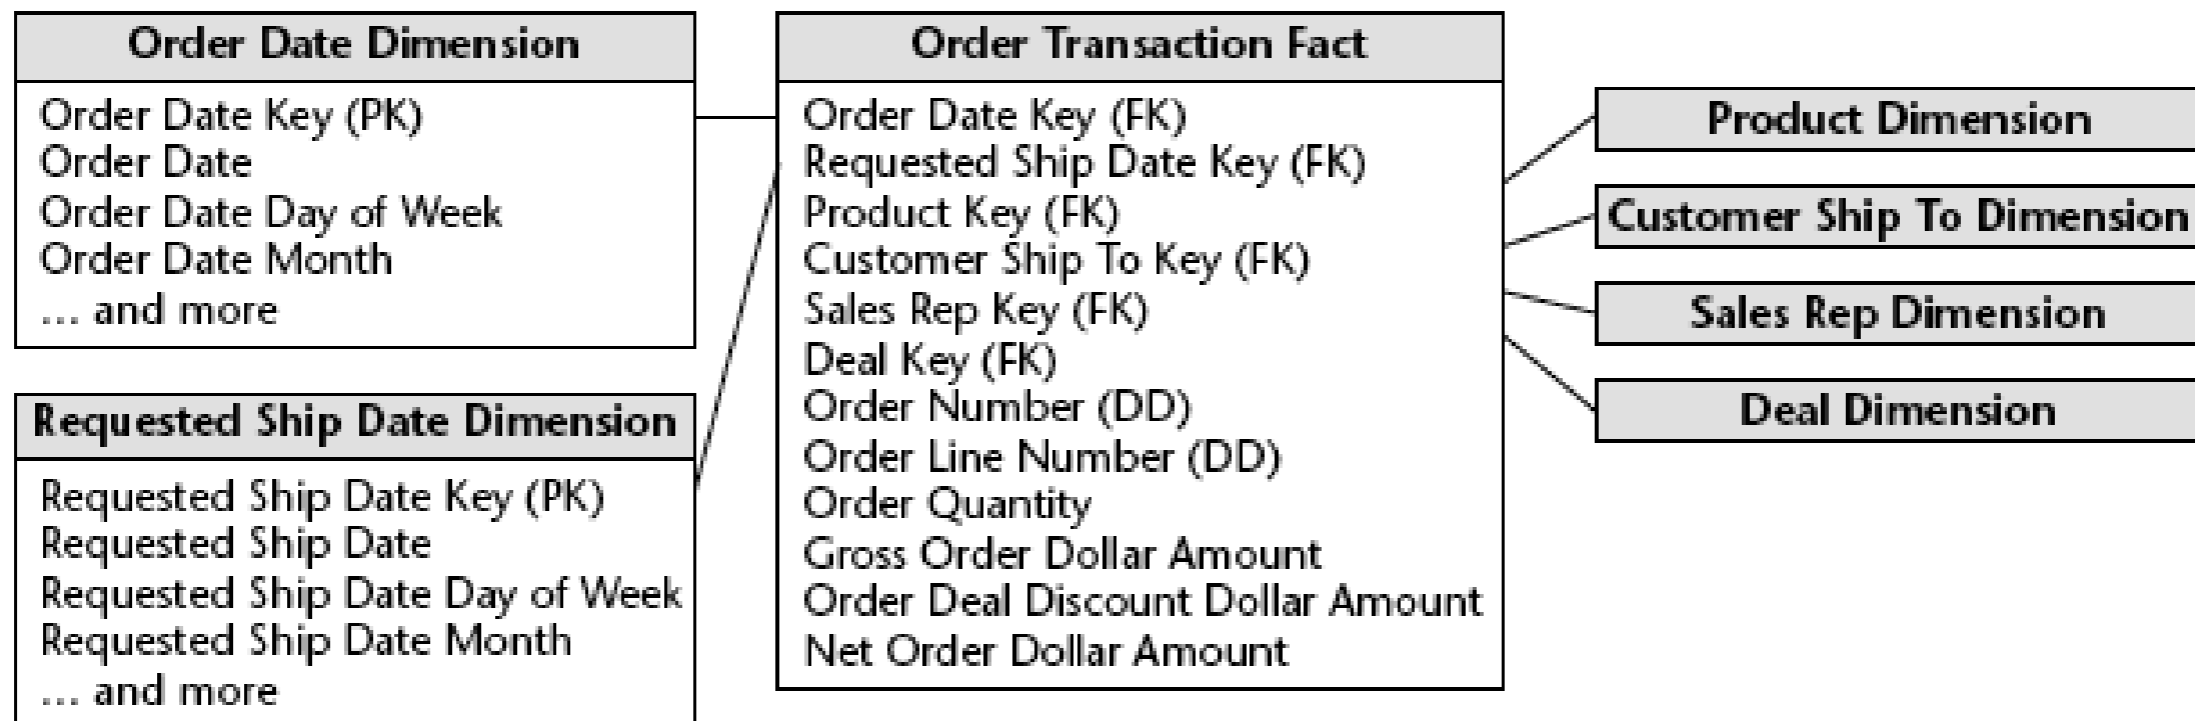 Order Date Dimension
Order Date Key (PK)
Order Date
Order Date Day of Week
Order Date Month
... and more
Requested Ship Date Dimension
Requested Ship Date Key (PK)
Requested Ship Date
Requested Ship Date Day of Week
Requested Ship Date Month
... and more
Order Transaction Fact
Order Date Key (FK)
Requested Ship Date Key (FK)
Product Key (FK)
Customer Ship To Key (FK)
Sales Rep Key (FK)
Deal Key (FK)
Order Number (DD)
Order Line Number (DD)
Order Quantity
Gross Order Dollar Amount
Order Deal Discount Dollar Amount
Net Order Dollar Amount
Product Dimension
Customer Ship To Dimension
Sales Rep Dimension
Deal Dimension